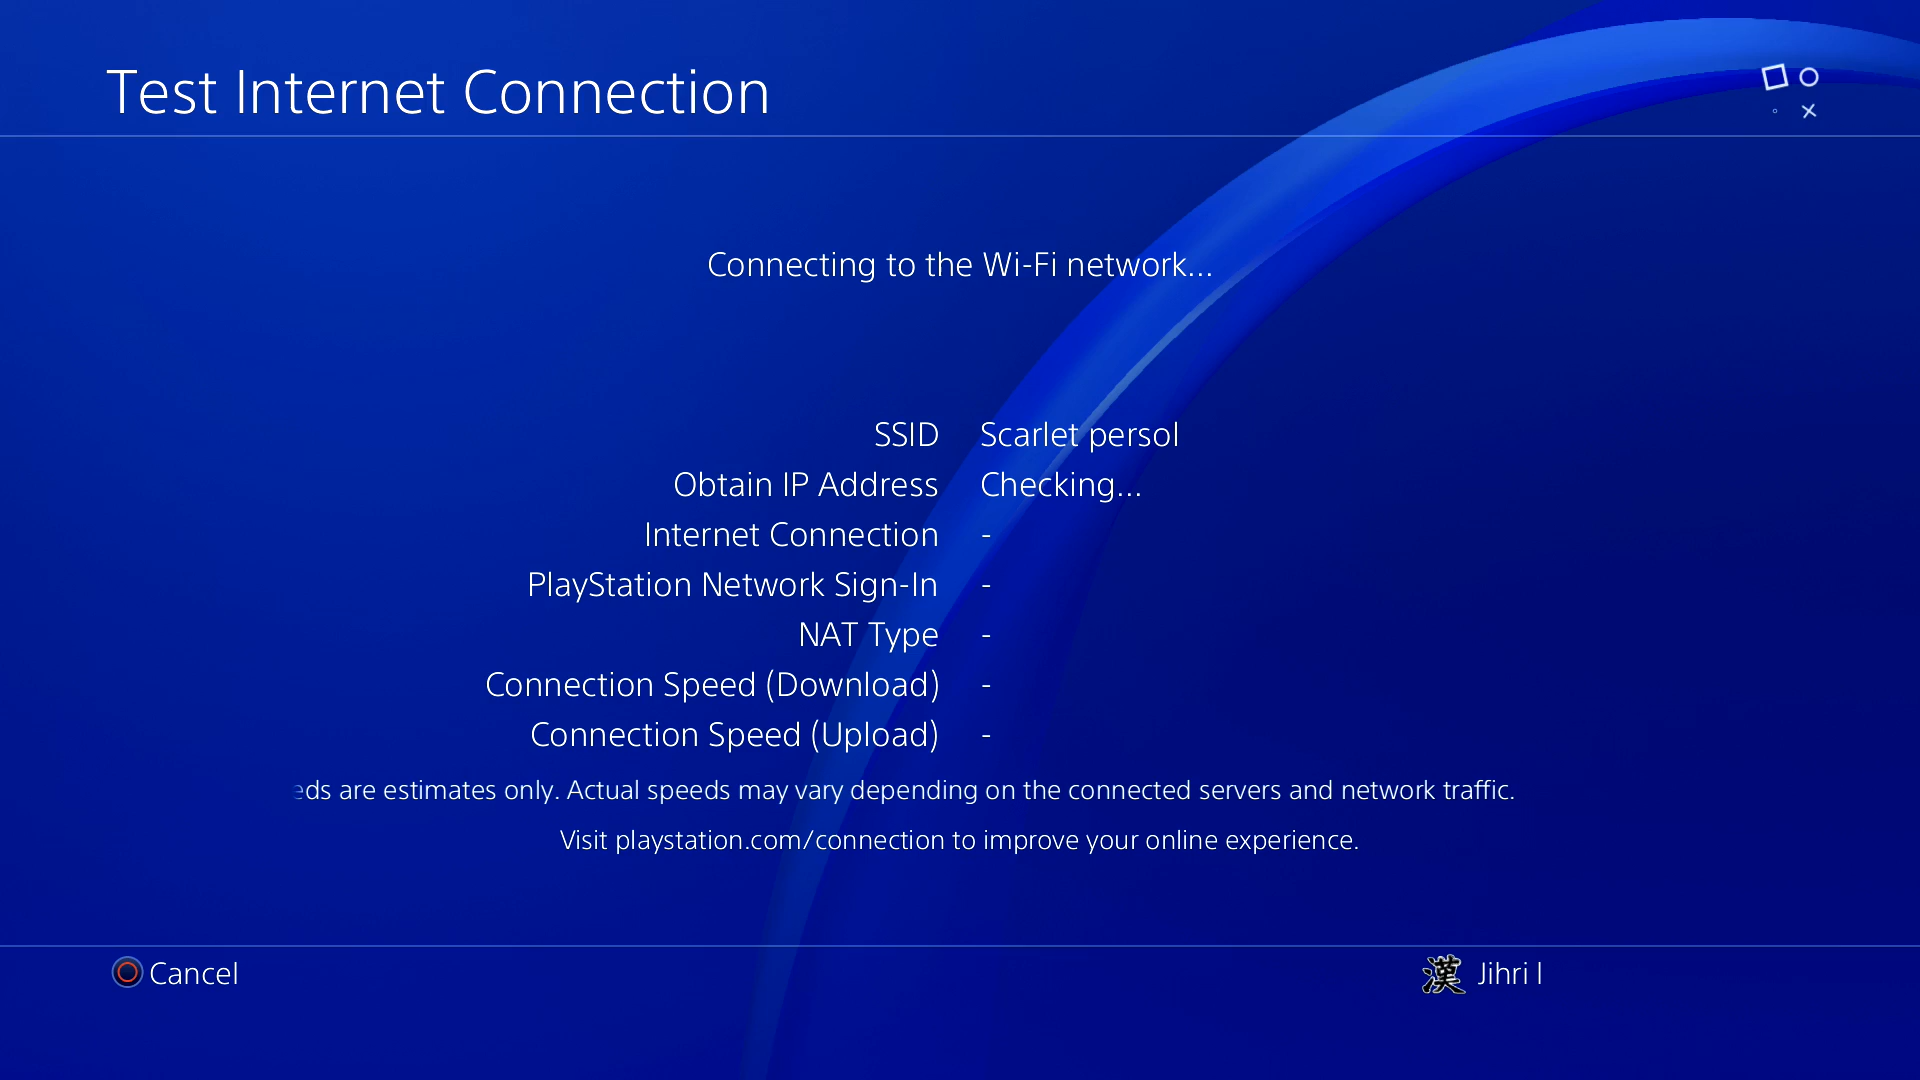 Test Internet Connection
Connecting to the Wi-Fi network...
SSID Scarlet persol
Obtain IP Address Checking...
Internet Connection -
PlayStation Network Sign-In -
NAT Type -
Connection Speed (Download) -
Connection Speed (Upload) -
eds are estimates only. Actual speeds may vary depending on the connected servers and network traffic.
Visit playstation.com/connection to improve your online experience.
Cancel
漢 Jihri l